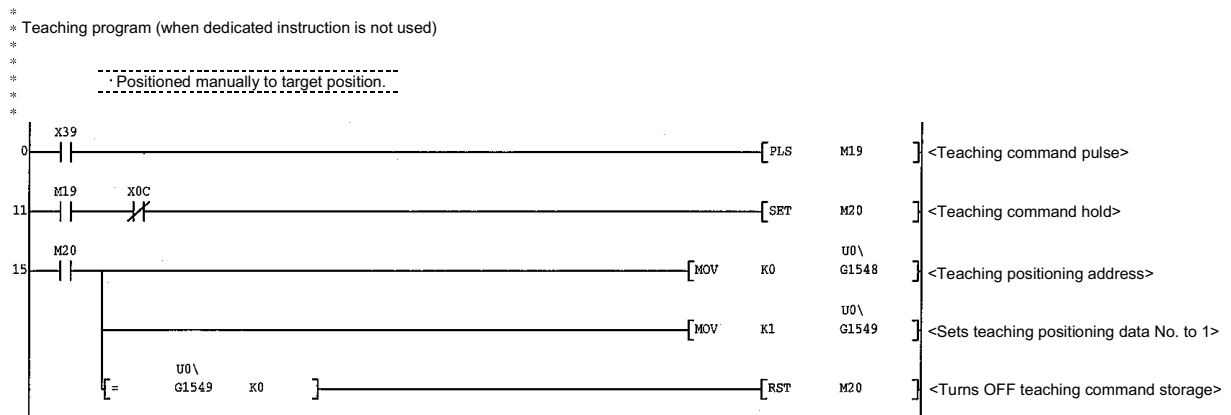 *
* Teaching program (when dedicated instruction is not used)
*
*
* · Positioned manually to target position.
*
*
X39
0 [PLS M19 ] <Teaching command pulse>
M19 X0C
11 [SET M20 ] <Teaching command hold>
M20 U0\
15 [MOV K0 G1548 ] <Teaching positioning address>
U0\
[MOV K1 G1549 ] <Sets teaching positioning data No. to 1>
U0\
[= G1549 K0 ] [RST M20 ] <Turns OFF teaching command storage>